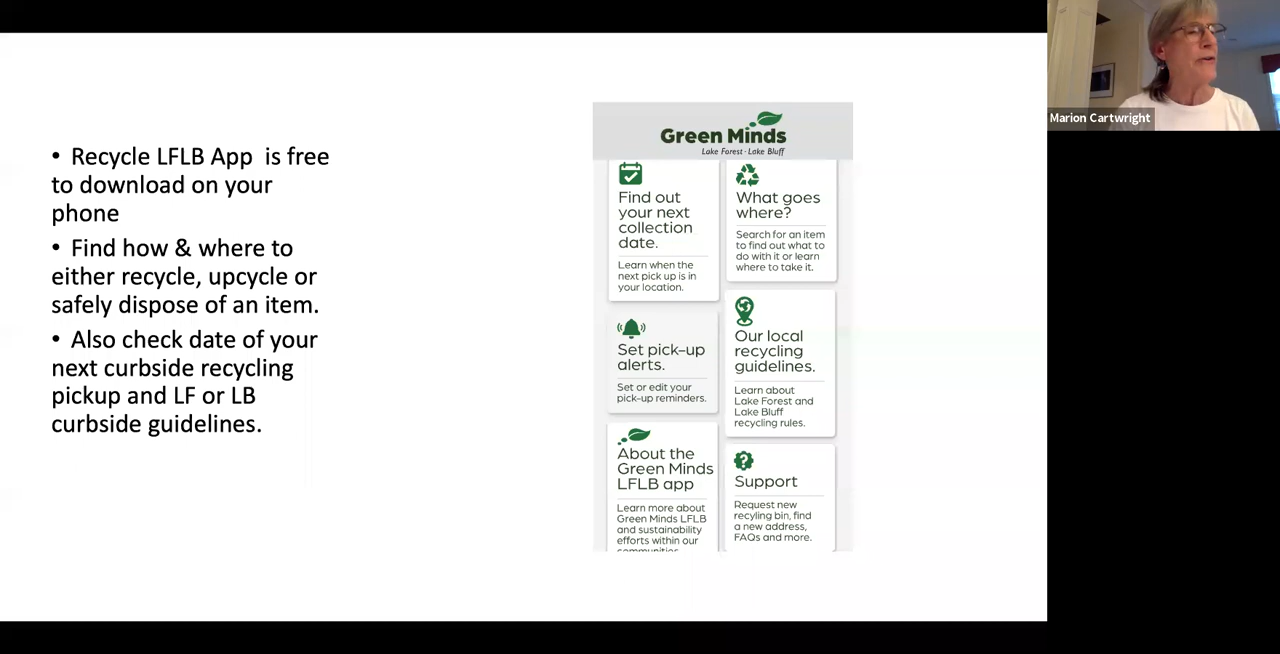 • Recycle LFLB App is free
to download on your
phone
• Find how & where to
either recycle, upcycle or
safely dispose of an item.
• Also check date of your
next curbside recycling
pickup and LF or LB
curbside guidelines.
Green Minds
Lake Forest · Lake Bluff
Find out
your next
collection
date.
Learn when the
next pick up is in
your location.
What goes
where?
Search for an item
to find out what to
do with it or learn
where to take it.
Set pick-up
alerts.
Set or edit your
pick-up reminders.
Our local
recycling
guidelines.
Learn about
Lake Forest and
Lake Bluff
recycling rules.
About the
Green Minds
LFLB app
Learn more about
Green Minds LFLB
and sustainability
efforts within our
communities
Support
Request new
recyling bin, find
a new address,
FAQs and more.
Marion Cartwright